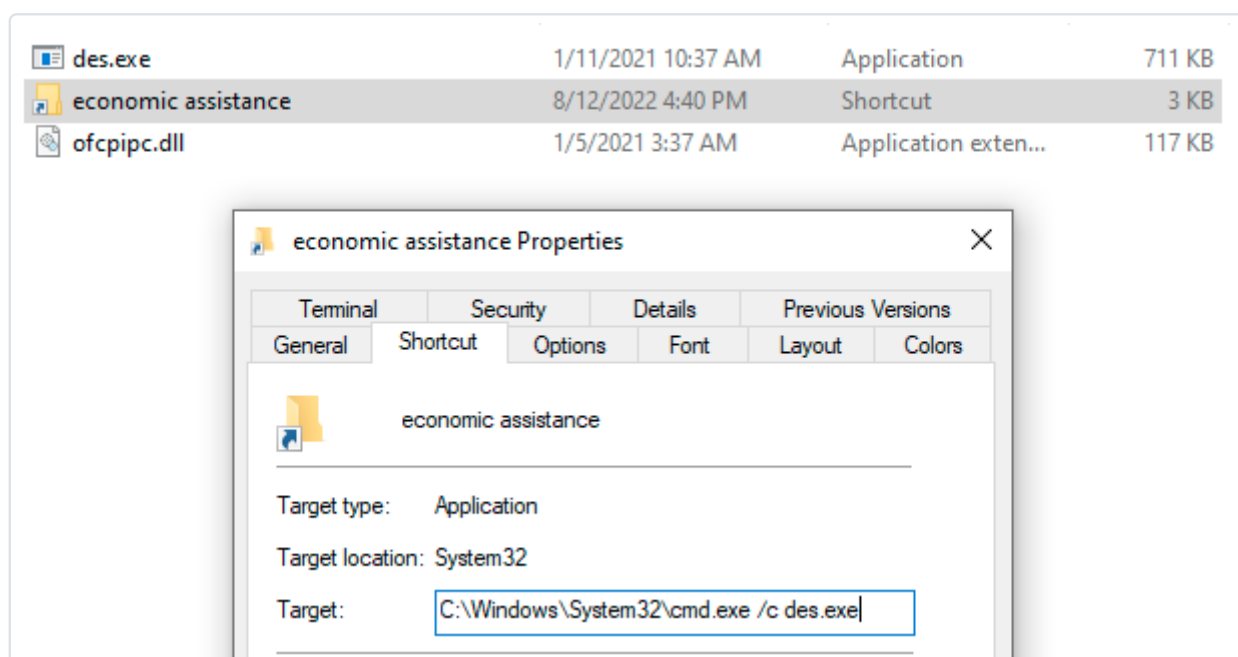 des.exe 1/11/2021 10:37 AM Application 711 KB
economic assistance 8/12/2022 4:40 PM Shortcut 3 KB
ofcpipc.dll 1/5/2021 3:37 AM Application exten... 117 KB
economic assistance Properties
Terminal Security Details Previous Versions
General Shortcut Options Font Layout Colors
economic assistance
Target type: Application
Target location: System32
Target: C:\Windows\System32\cmd.exe /c des.exe